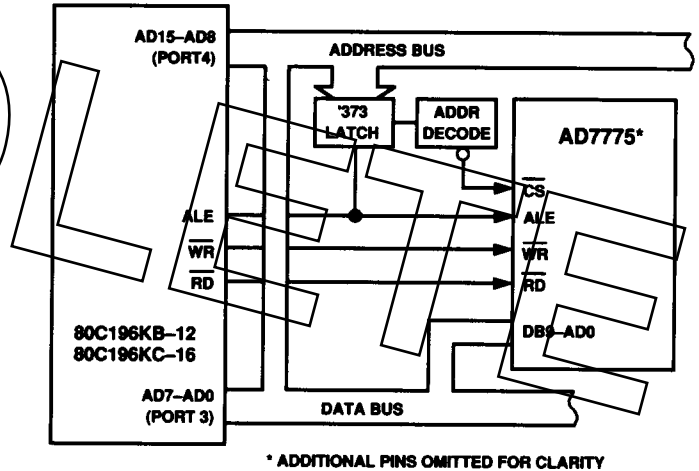 AD15–AD8
(PORT4)
ADDRESS BUS
'373
LATCH
ADDR
DECODE
AD7775*
CS
ALE
ALE
WR
WR
RD
RD
DB9–AD0
80C196KB–12
80C196KC–16
AD7–AD0
(PORT 3)
DATA BUS
* ADDITIONAL PINS OMITTED FOR CLARITY